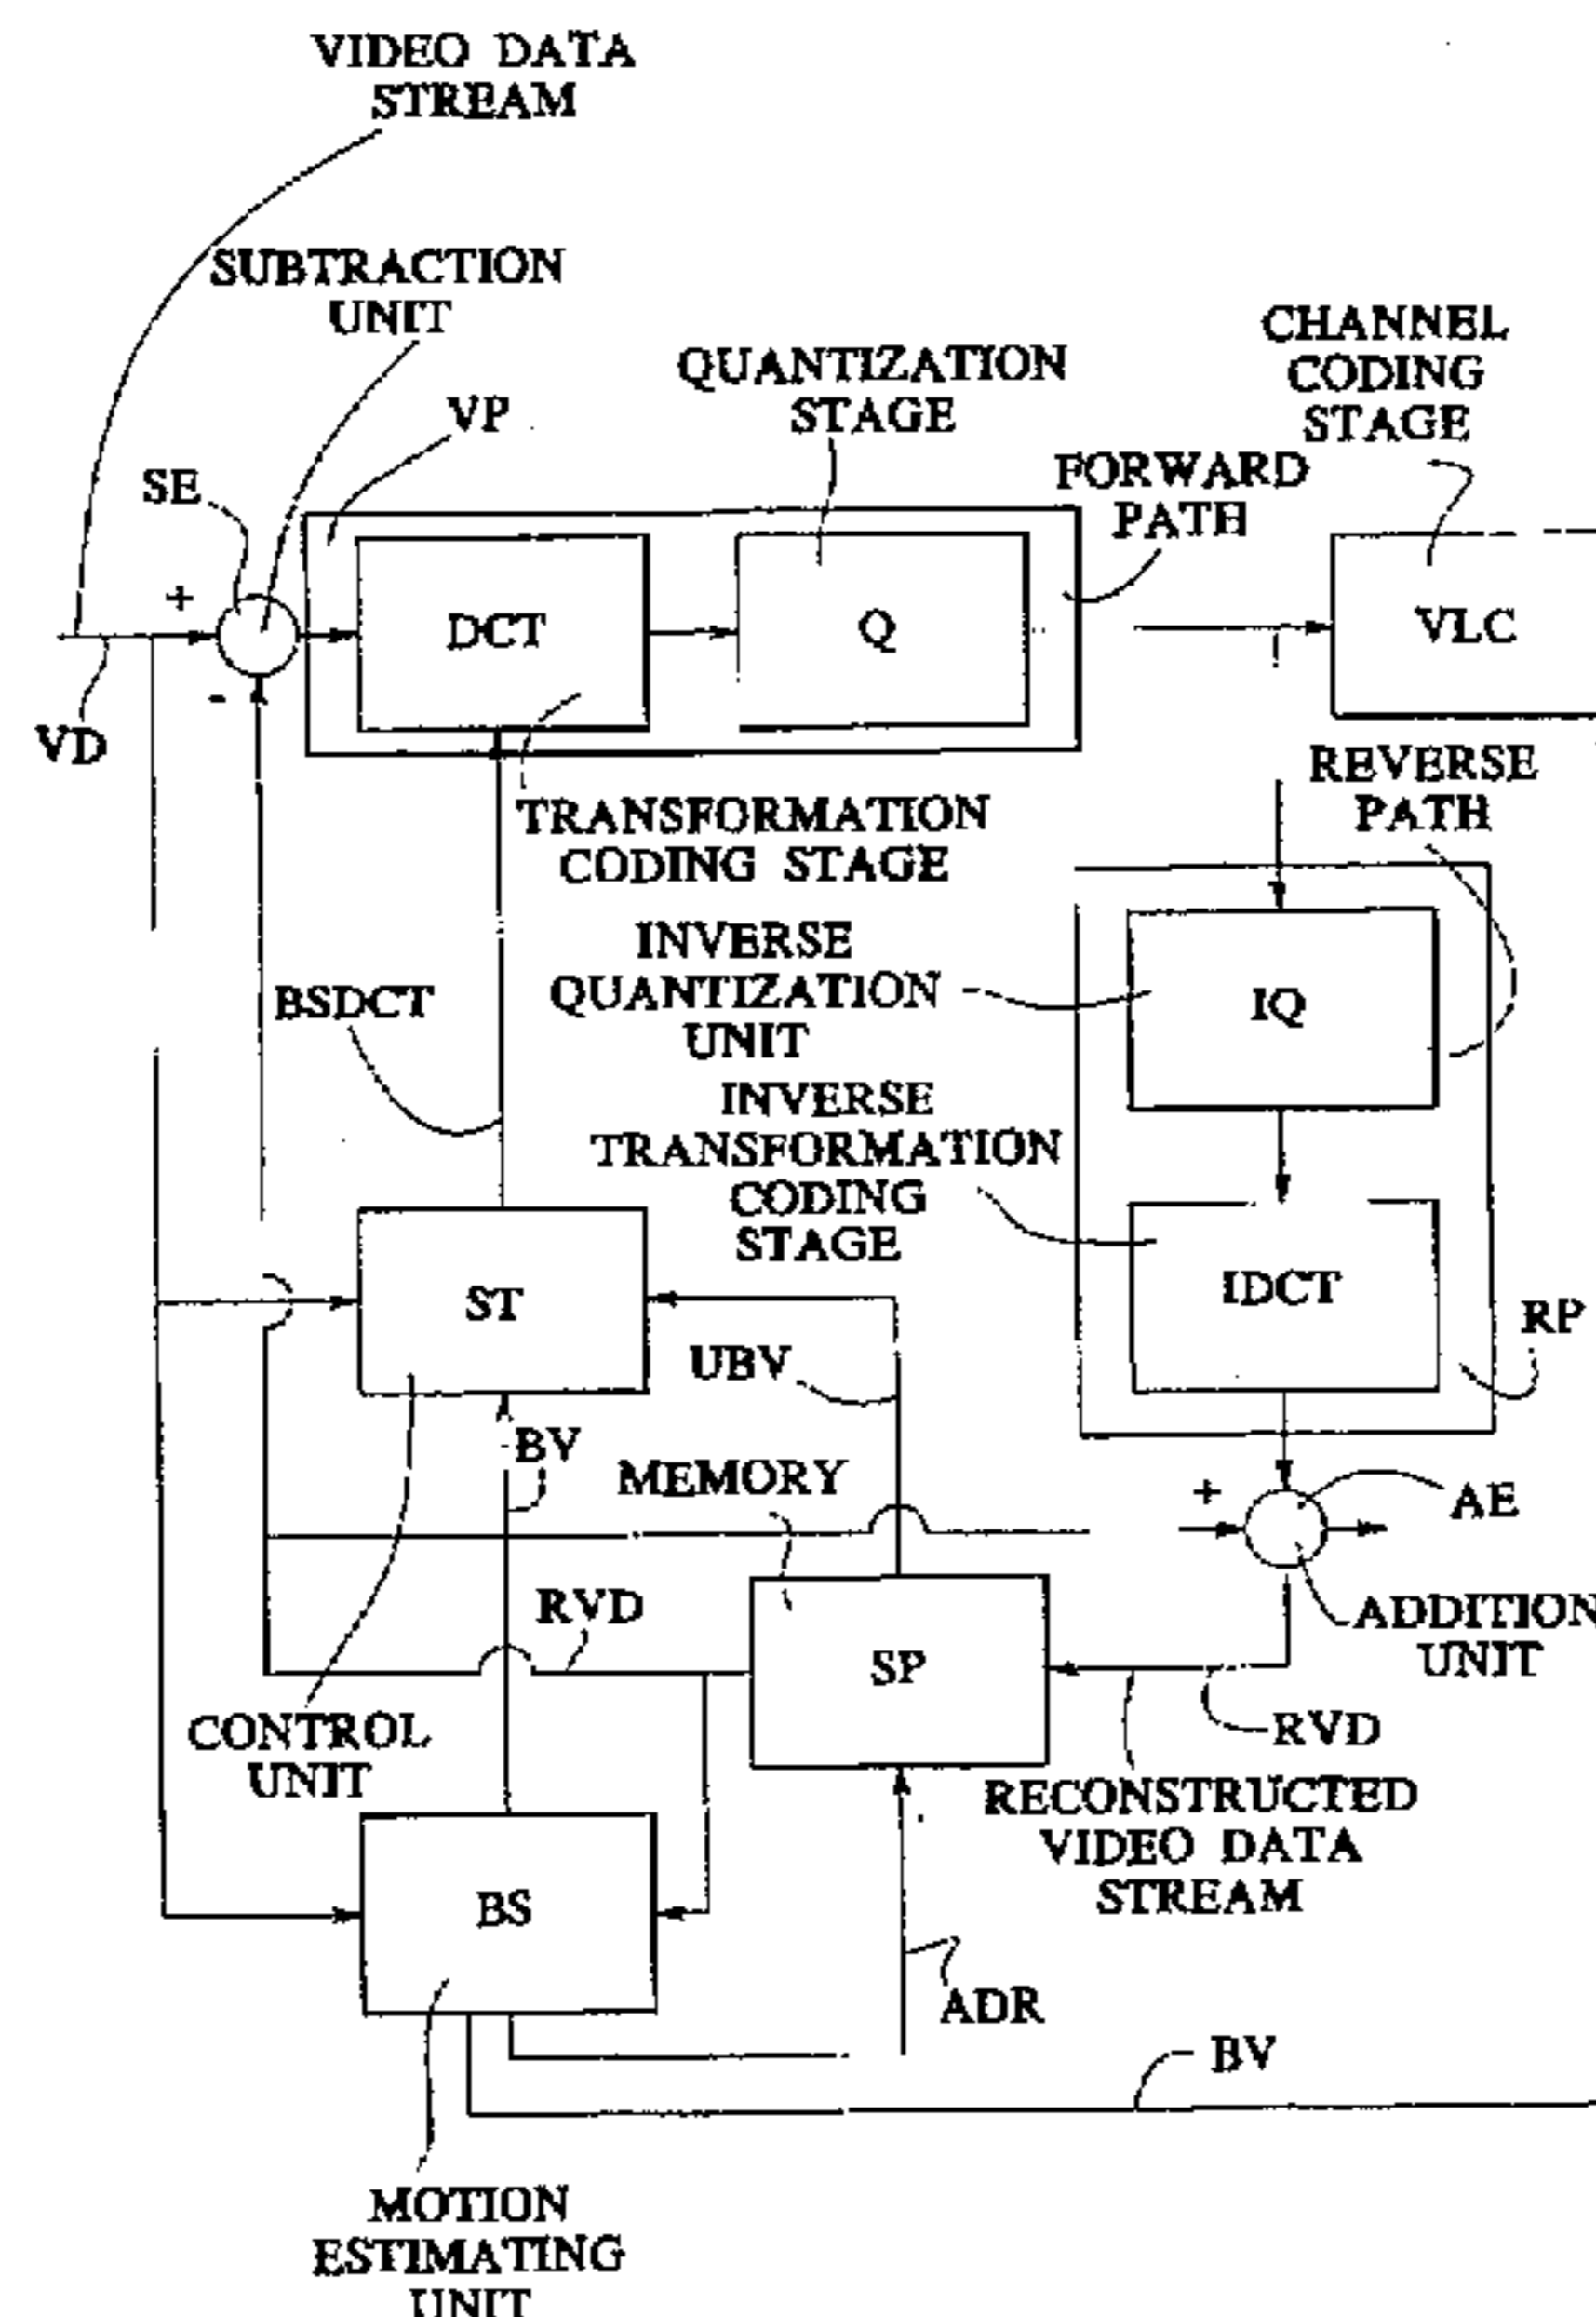 VIDEO DATA
STREAM
SUBTRACTION
UNIT
VP
SE
+
-
VD
QUANTIZATION
STAGE
FORWARD
PATH
CHANNEL
CODING
STAGE
DCT
Q
VLC
TRANSFORMATION
CODING STAGE
REVERSE
PATH
INVERSE
QUANTIZATION
UNIT
IQ
BSDCT
INVERSE
TRANSFORMATION
CODING
STAGE
IDCT
RP
ST
UBV
BV
MEMORY
+
AE
ADDITION
UNIT
RVD
SP
RVD
CONTROL
UNIT
RECONSTRUCTED
VIDEO DATA
STREAM
BS
ADR
BV
MOTION
ESTIMATING
UNIT